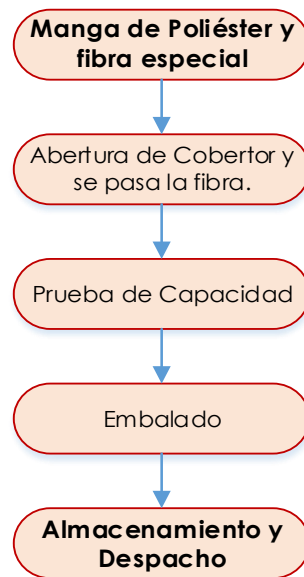 Manga de Poliéster y
fibra especial
Abertura de Cobertor y
se pasa la fibra.
Prueba de Capacidad
Embalado
Almacenamiento y
Despacho